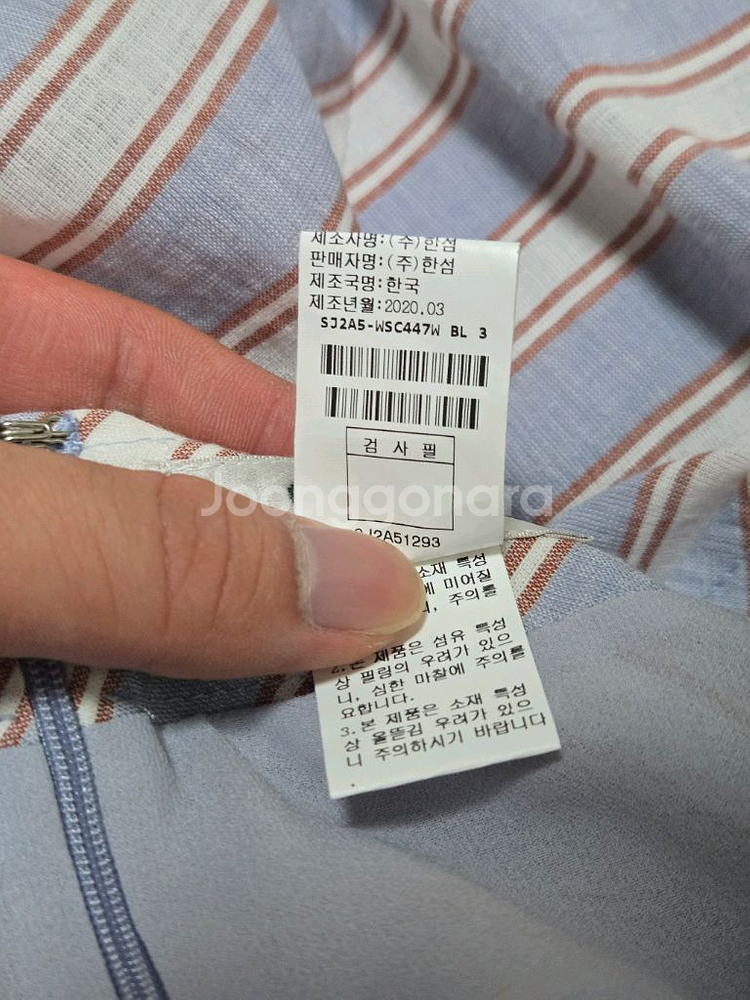 제조사명:(주)한섬
판매자명:(주)한섬
제조국명:한국
제조년월:2020.03
SJ2A5-WSC447W BL 3
검 사 필
Joonggonara
J2A51293
소재 특성
에 미어질
, 주의를
2.본 제품은 섬유 특성
상 필링의 우려가 있으
니, 심한 마찰에 주의를
요합니다.
3.본 제품은 소재 특성
상 올뜯김 우려가 있으
니 주의하시기 바랍니다
.